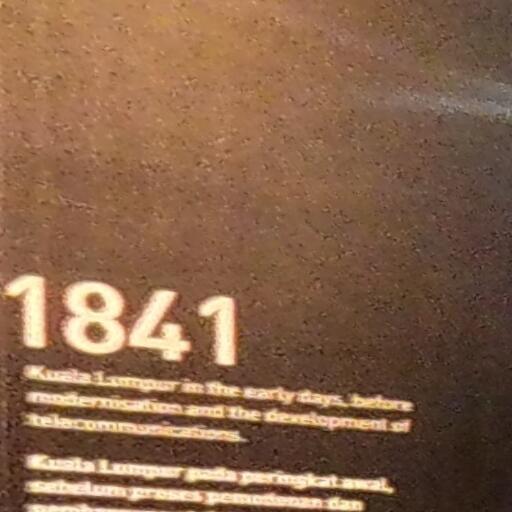 1841
Kuala Lumpur in the early days, before
modernisation and the development of
telecommunications.
Kuala Lumpur pada peringkat awal,
sebelum proses pemodenan dan